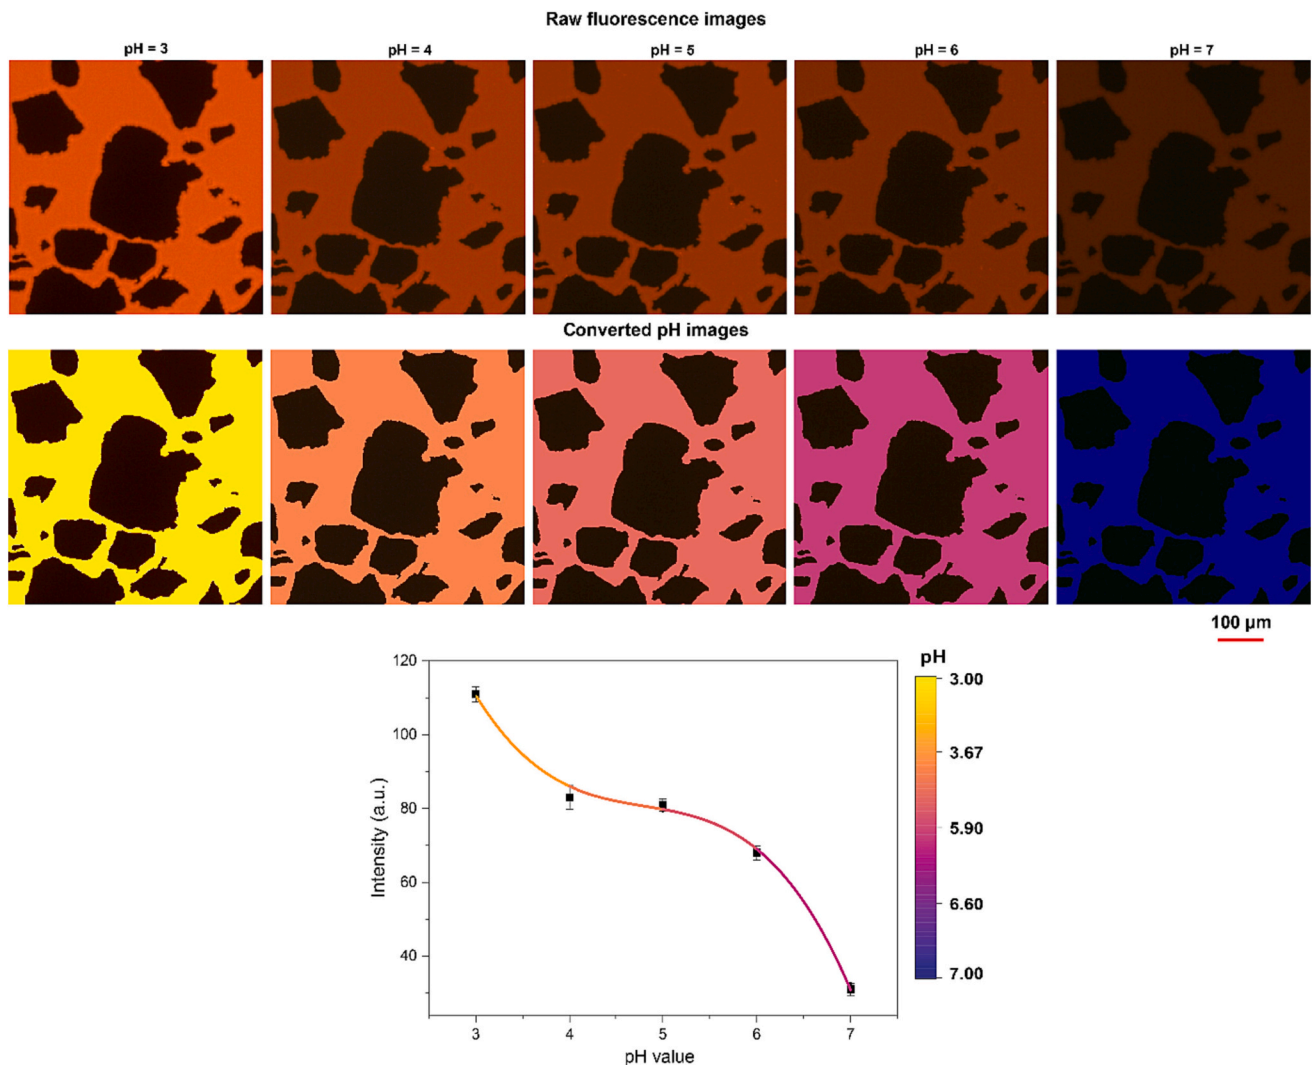 Raw fluorescence images
pH = 3 pH = 4 pH = 5 pH = 6 pH = 7
Converted pH images
100 µm
pH
120
100
80
60
40
Intensity (a.u.)
3 4 5 6 7
pH value
3.00
3.67
5.90
6.60
7.00